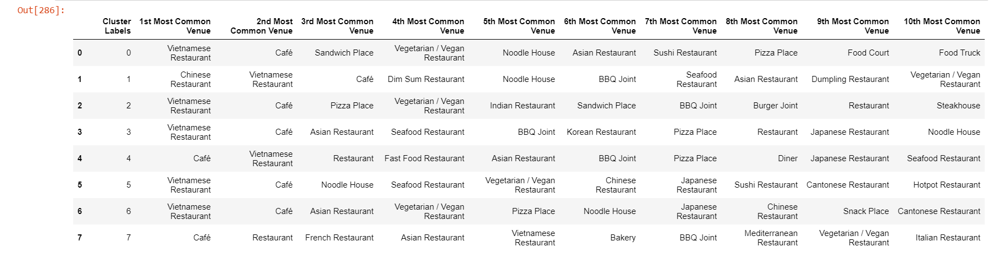 Out[286]:
Cluster Labels 1st Most Common Venue 2nd Most Common Venue 3rd Most Common Venue 4th Most Common Venue 5th Most Common Venue 6th Most Common Venue 7th Most Common Venue 8th Most Common Venue 9th Most Common Venue 10th Most Common Venue
0 0 Vietnamese Restaurant Café Sandwich Place Vegetarian / Vegan Restaurant Noodle House Asian Restaurant Sushi Restaurant Pizza Place Food Court Food Truck
1 1 Chinese Restaurant Vietnamese Restaurant Café Dim Sum Restaurant Noodle House BBQ Joint Seafood Restaurant Asian Restaurant Dumpling Restaurant Vegetarian / Vegan Restaurant
2 2 Vietnamese Restaurant Café Pizza Place Vegetarian / Vegan Restaurant Indian Restaurant Sandwich Place BBQ Joint Burger Joint Restaurant Steakhouse
3 3 Vietnamese Restaurant Café Asian Restaurant Seafood Restaurant BBQ Joint Korean Restaurant Pizza Place Restaurant Japanese Restaurant Noodle House
4 4 Café Vietnamese Restaurant Restaurant Fast Food Restaurant Asian Restaurant BBQ Joint Pizza Place Diner Japanese Restaurant Seafood Restaurant
5 5 Vietnamese Restaurant Café Noodle House Seafood Restaurant Vegetarian / Vegan Restaurant Chinese Restaurant Japanese Restaurant Sushi Restaurant Cantonese Restaurant Hotpot Restaurant
6 6 Vietnamese Restaurant Café Asian Restaurant Vegetarian / Vegan Restaurant Pizza Place Noodle House Japanese Restaurant Chinese Restaurant Snack Place Cantonese Restaurant
7 7 Café Restaurant French Restaurant Asian Restaurant Vietnamese Restaurant Bakery BBQ Joint Mediterranean Restaurant Vegetarian / Vegan Restaurant Italian Restaurant